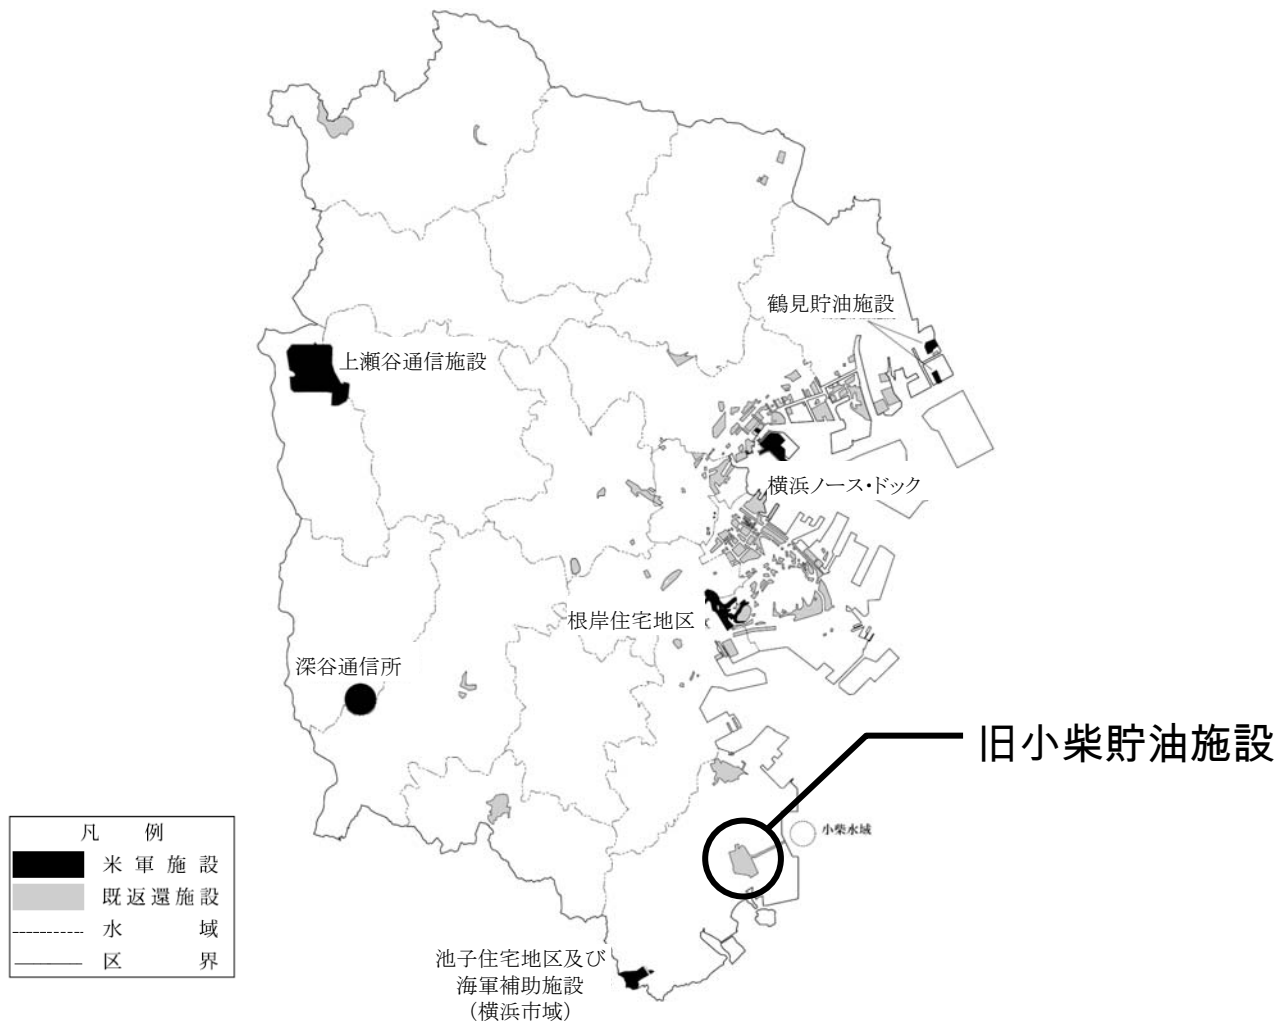 鶴見貯油施設
上瀬谷通信施設
横浜ノース・ドック
根岸住宅地区
深谷通信所
旧小柴貯油施設
小柴水域
凡 例
米軍施設
既返還施設
水域
区界
池子住宅地区及び
海軍補助施設
（横浜市域）